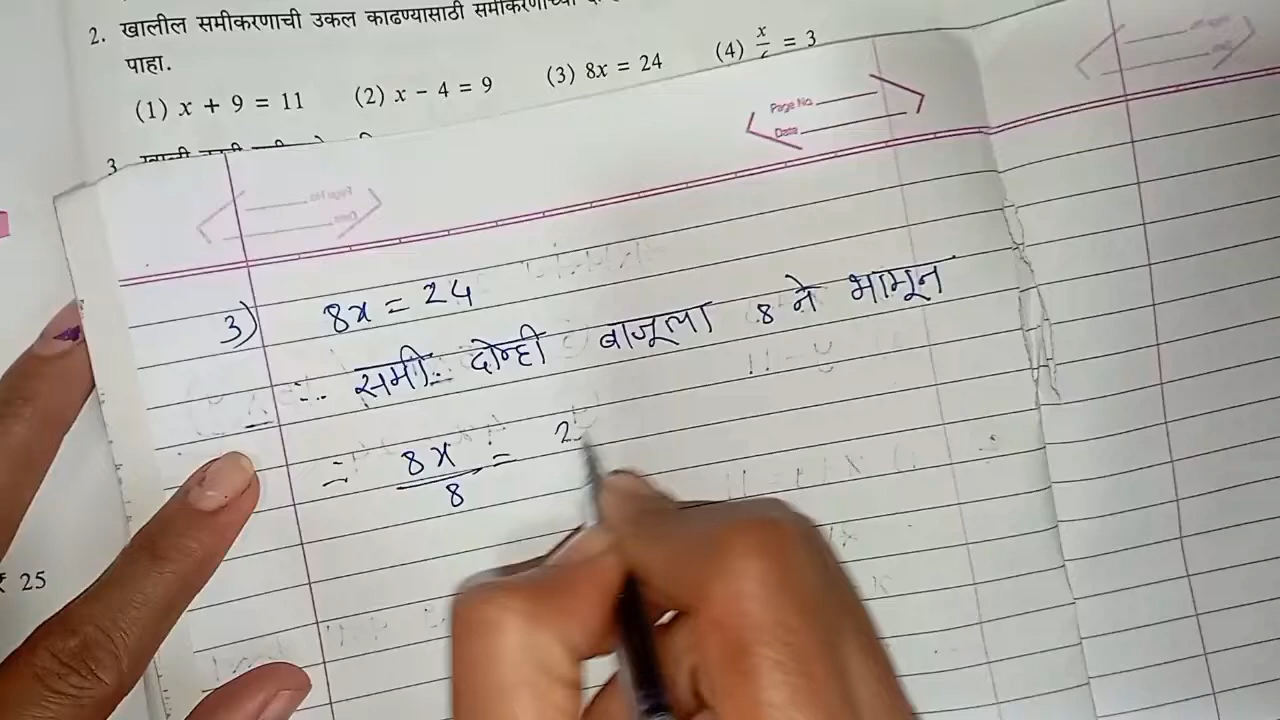 2. खालील समीकरणाची उकल काढण्यासाठी समीकरणाच्या
पाहा.
(1) x + 9 = 11 (2) x - 4 = 9 (3) 8x = 24 (4) x = 3
3
Page No.
Date
3) 8x = 24
∴ समी. दोन्ही बाजूला 8 ने भागून
= 8x/8 = 2
₹ 25